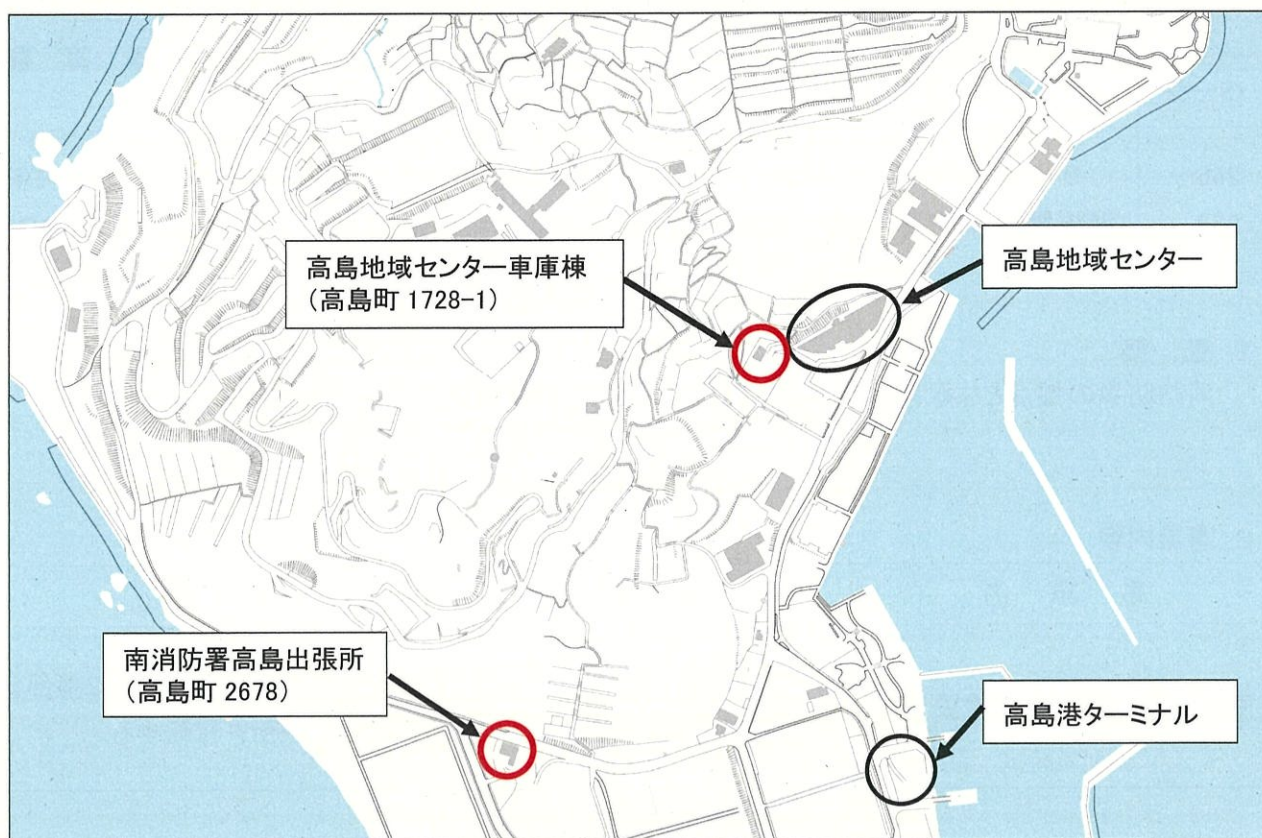 高島地域センター車庫棟
(高島町 1728-1)
高島地域センター
南消防署高島出張所
(高島町 2678)
高島港ターミナル